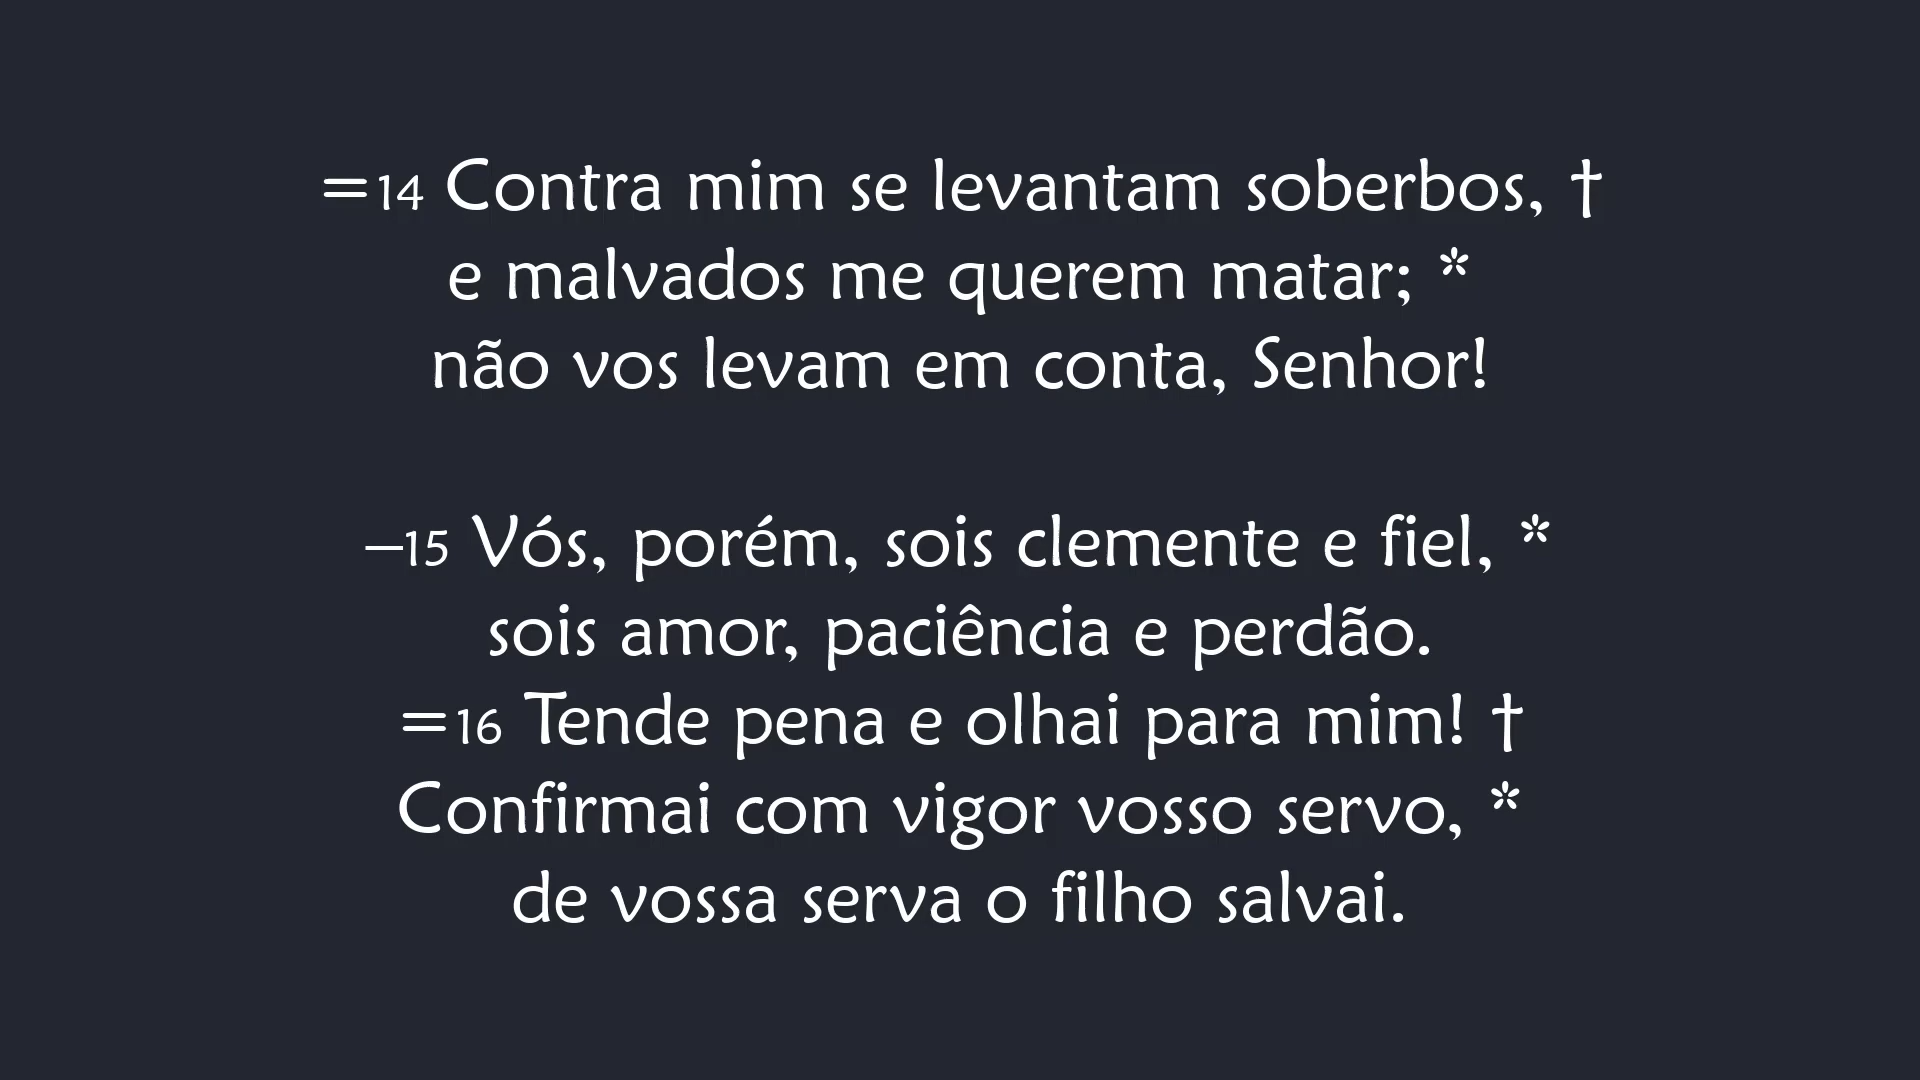 =14 Contra mim se levantam soberbos, †
e malvados me querem matar; *
não vos levam em conta, Senhor!
–15 Vós, porém, sois clemente e fiel, *
sois amor, paciência e perdão.
=16 Tende pena e olhai para mim! †
Confirmai com vigor vosso servo, *
de vossa serva o filho salvai.